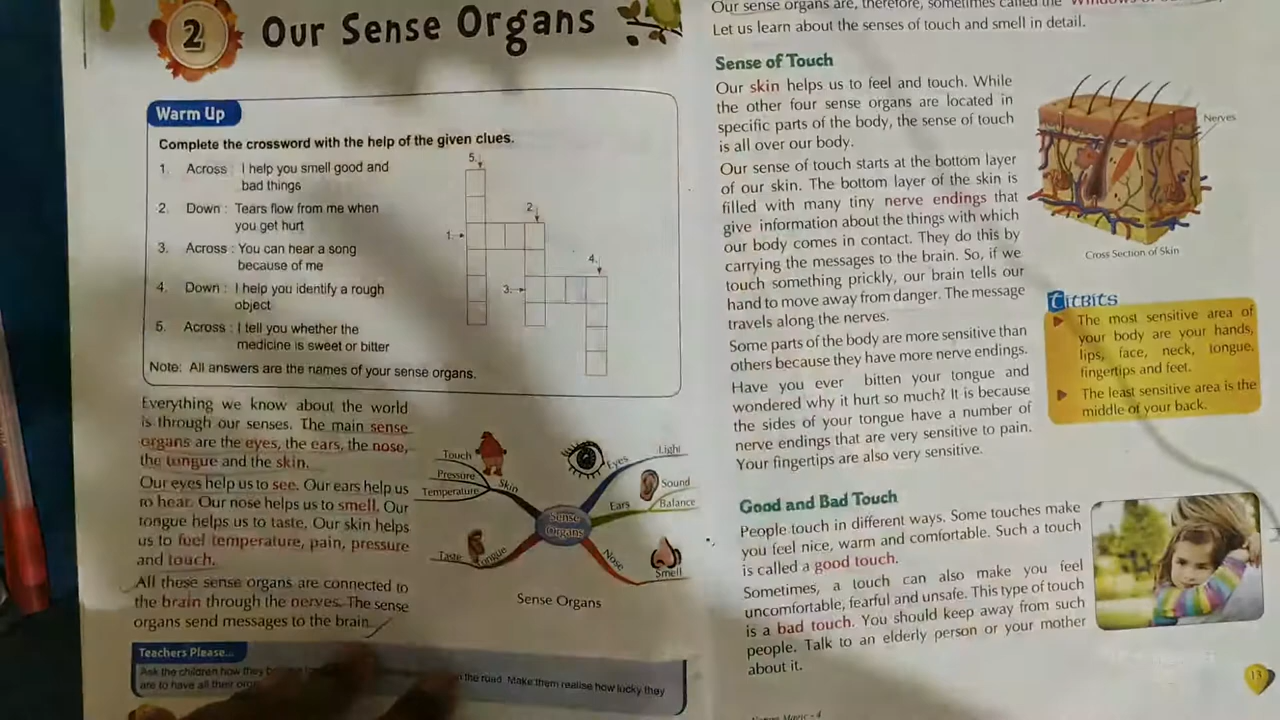 2
Our Sense Organs
Warm Up
Complete the crossword with the help of the given clues.
1. Across : I help you smell good and
bad things
2. Down : Tears flow from me when
you get hurt
3. Across : You can hear a song
because of me
4. Down : I help you identify a rough
object
5. Across : I tell you whether the
medicine is sweet or bitter
Note: All answers are the names of your sense organs.
5.
2.
1.
4.
3.
Everything we know about the world
is through our senses. The main sense
organs are the eyes, the ears, the nose,
the tongue and the skin.
Our eyes help us to see. Our ears help us
to hear. Our nose helps us to smell. Our
tongue helps us to taste. Our skin helps
us to fuel temperature, pain, pressure
and touch.
All these sense organs are connected to
the brain through the nerves. The sense
organs send messages to the brain.
Touch
Pressure
Temperature
Skin
Taste
Tongue
Sense
Organs
Eyes
Light
Ears
Sound
Balance
Nose
Smell
Sense Organs
Teachers Please...
Ask the children how they
the road. Make them realise how lucky they
are to have all their
Our sense organs are, therefore, sometimes called the
Let us learn about the senses of touch and smell in detail.
Sense of Touch
Our skin helps us to feel and touch. While
the other four sense organs are located in
specific parts of the body, the sense of touch
is all over our body.
Our sense of touch starts at the bottom layer
of our skin. The bottom layer of the skin is
filled with many tiny nerve endings that
give information about the things with which
our body comes in contact. They do this by
carrying the messages to the brain. So, if we
touch something prickly, our brain tells our
hand to move away from danger. The message
travels along the nerves.
Some parts of the body are more sensitive than
others because they have more nerve endings.
Have you ever bitten your tongue and
wondered why it hurt so much? It is because
the sides of your tongue have a number of
nerve endings that are very sensitive to pain.
Your fingertips are also very sensitive.
Nerves
Cross Section of Skin
TitBits
The most sensitive area of
your body are your hands,
lips, face, neck, tongue,
fingertips and feet.
The least sensitive area is the
middle of your back.
Good and Bad Touch
People touch in different ways. Some touches make
you feel nice, warm and comfortable. Such a touch
is called a good touch.
Sometimes, a touch can also make you feel
uncomfortable, fearful and unsafe. This type of touch
is a bad touch. You should keep away from such
people. Talk to an elderly person or your mother
about it.
13